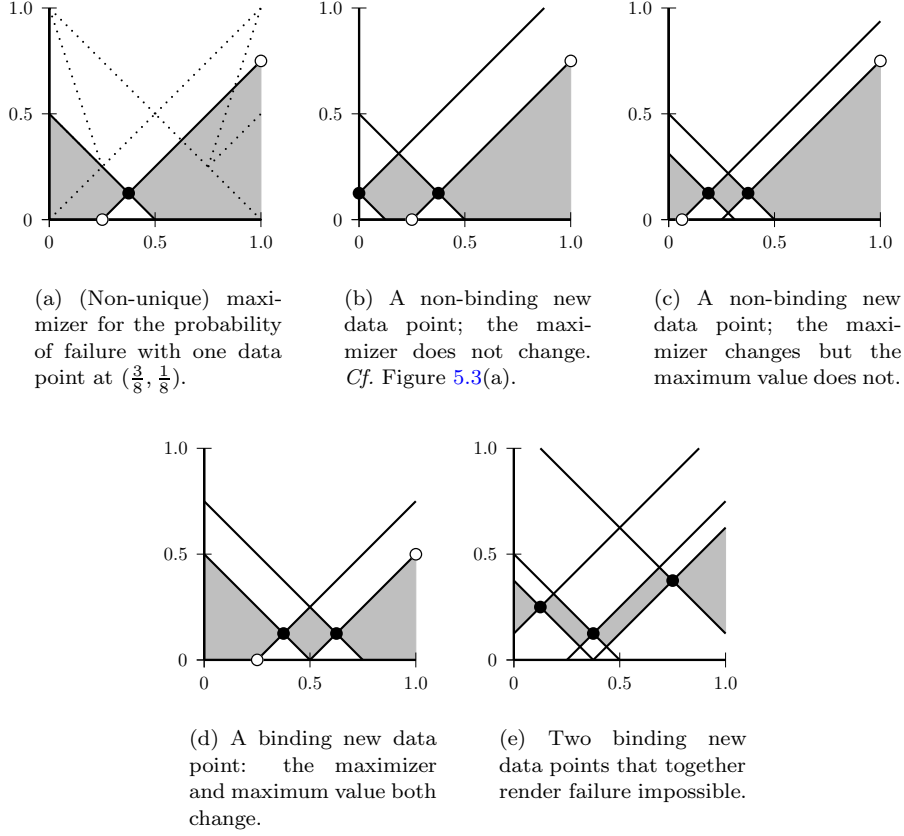 1.0
0.5
0
0
0.5
1.0
1.0
0.5
0
0
0.5
1.0
1.0
0.5
0
0
0.5
1.0
(a) (Non-unique) maxi-
mizer for the probability
of failure with one data
point at (3/8, 1/8).
(b) A non-binding new
data point; the maxi-
mizer does not change.
Cf. Figure 5.3(a).
(c) A non-binding new
data point; the maxi-
mizer changes but the
maximum value does not.
1.0
0.5
0
0
0.5
1.0
1.0
0.5
0
0
0.5
1.0
(d) A binding new data
point: the maximizer
and maximum value both
change.
(e) Two binding new
data points that together
render failure impossible.